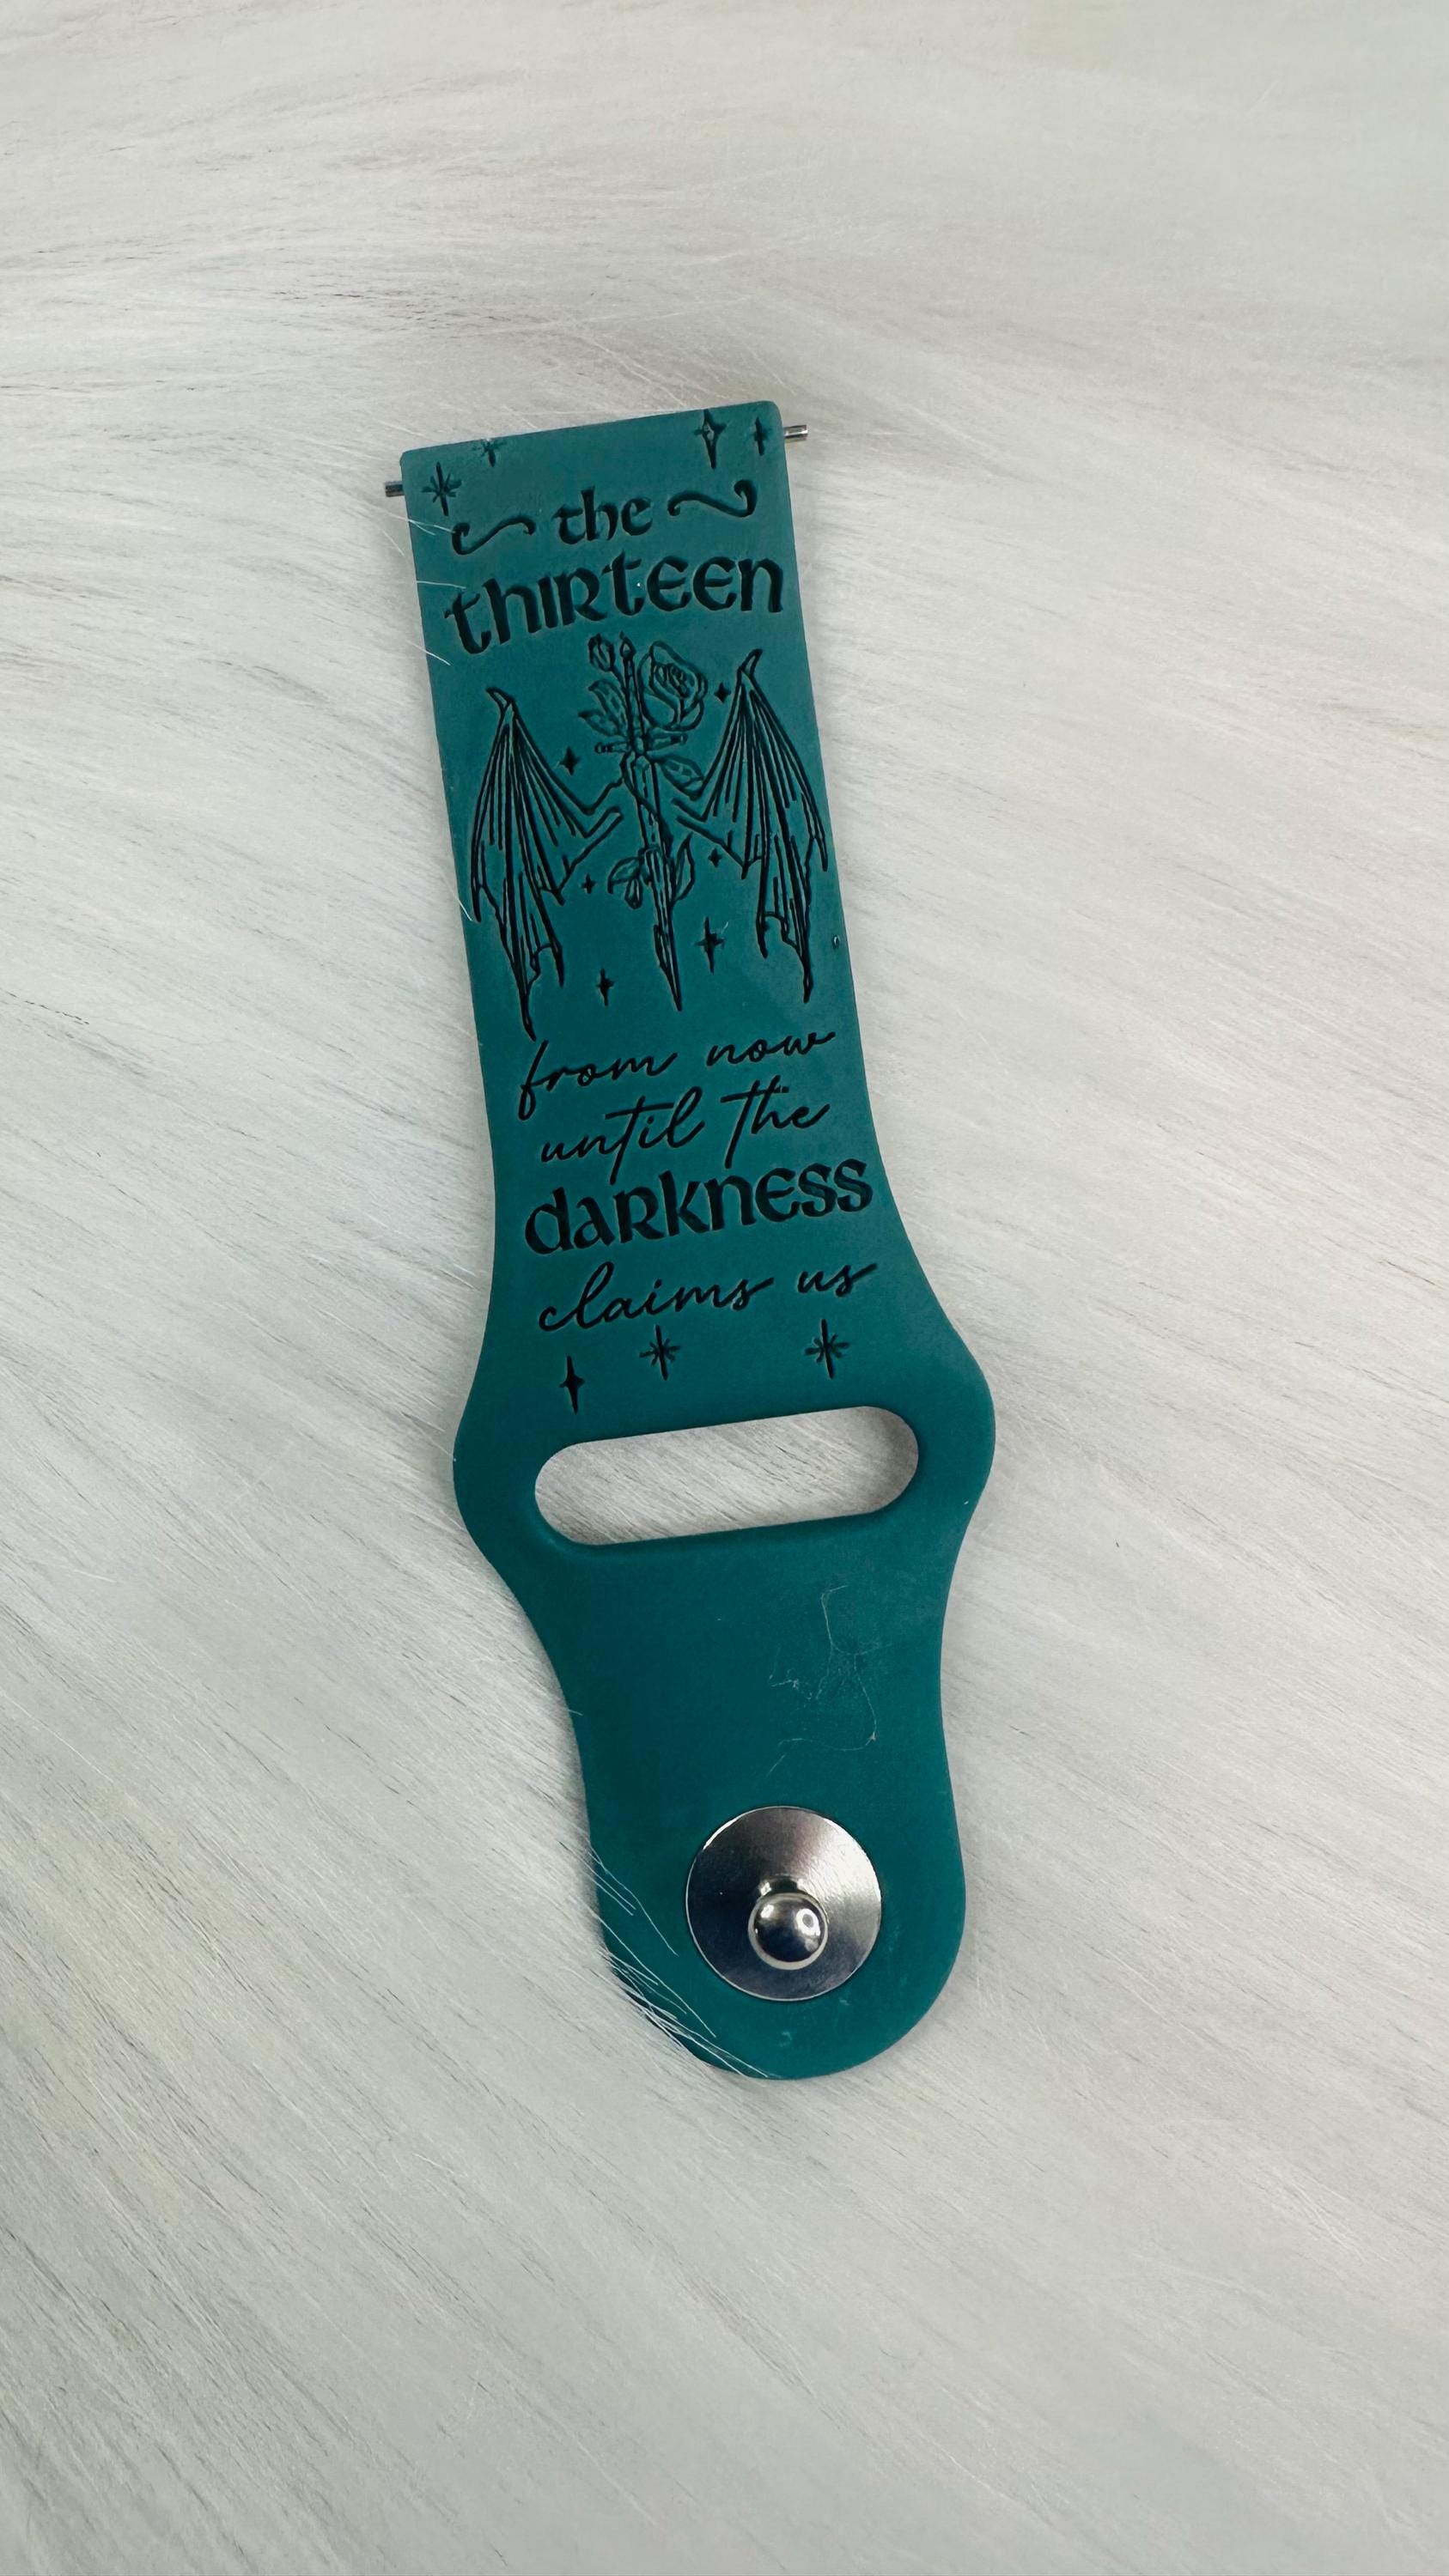 the
thirteen
from now
until the
darkness
claims us